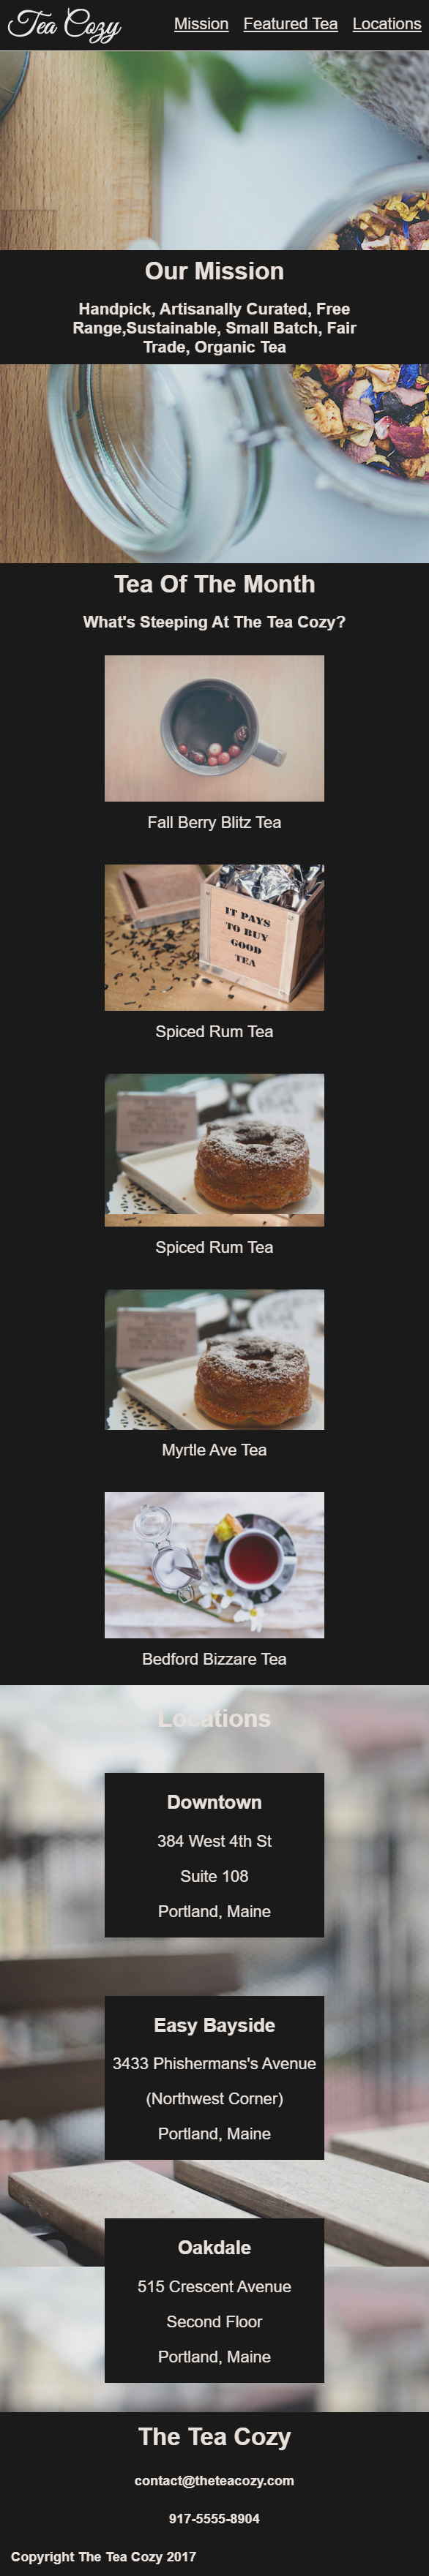 Tea Cozy
Mission Featured Tea Locations
Our Mission
Handpick, Artisanally Curated, Free
Range,Sustainable, Small Batch, Fair
Trade, Organic Tea
Tea Of The Month
What's Steeping At The Tea Cozy?
Fall Berry Blitz Tea
IT PAYS
TO BUY
GOOD
TEA
Spiced Rum Tea
Spiced Rum Tea
Myrtle Ave Tea
Bedford Bizzare Tea
Locations
Downtown
384 West 4th St
Suite 108
Portland, Maine
Easy Bayside
3433 Phishermans's Avenue
(Northwest Corner)
Portland, Maine
Oakdale
515 Crescent Avenue
Second Floor
Portland, Maine
The Tea Cozy
contact@theteacozy.com
917-5555-8904
Copyright The Tea Cozy 2017